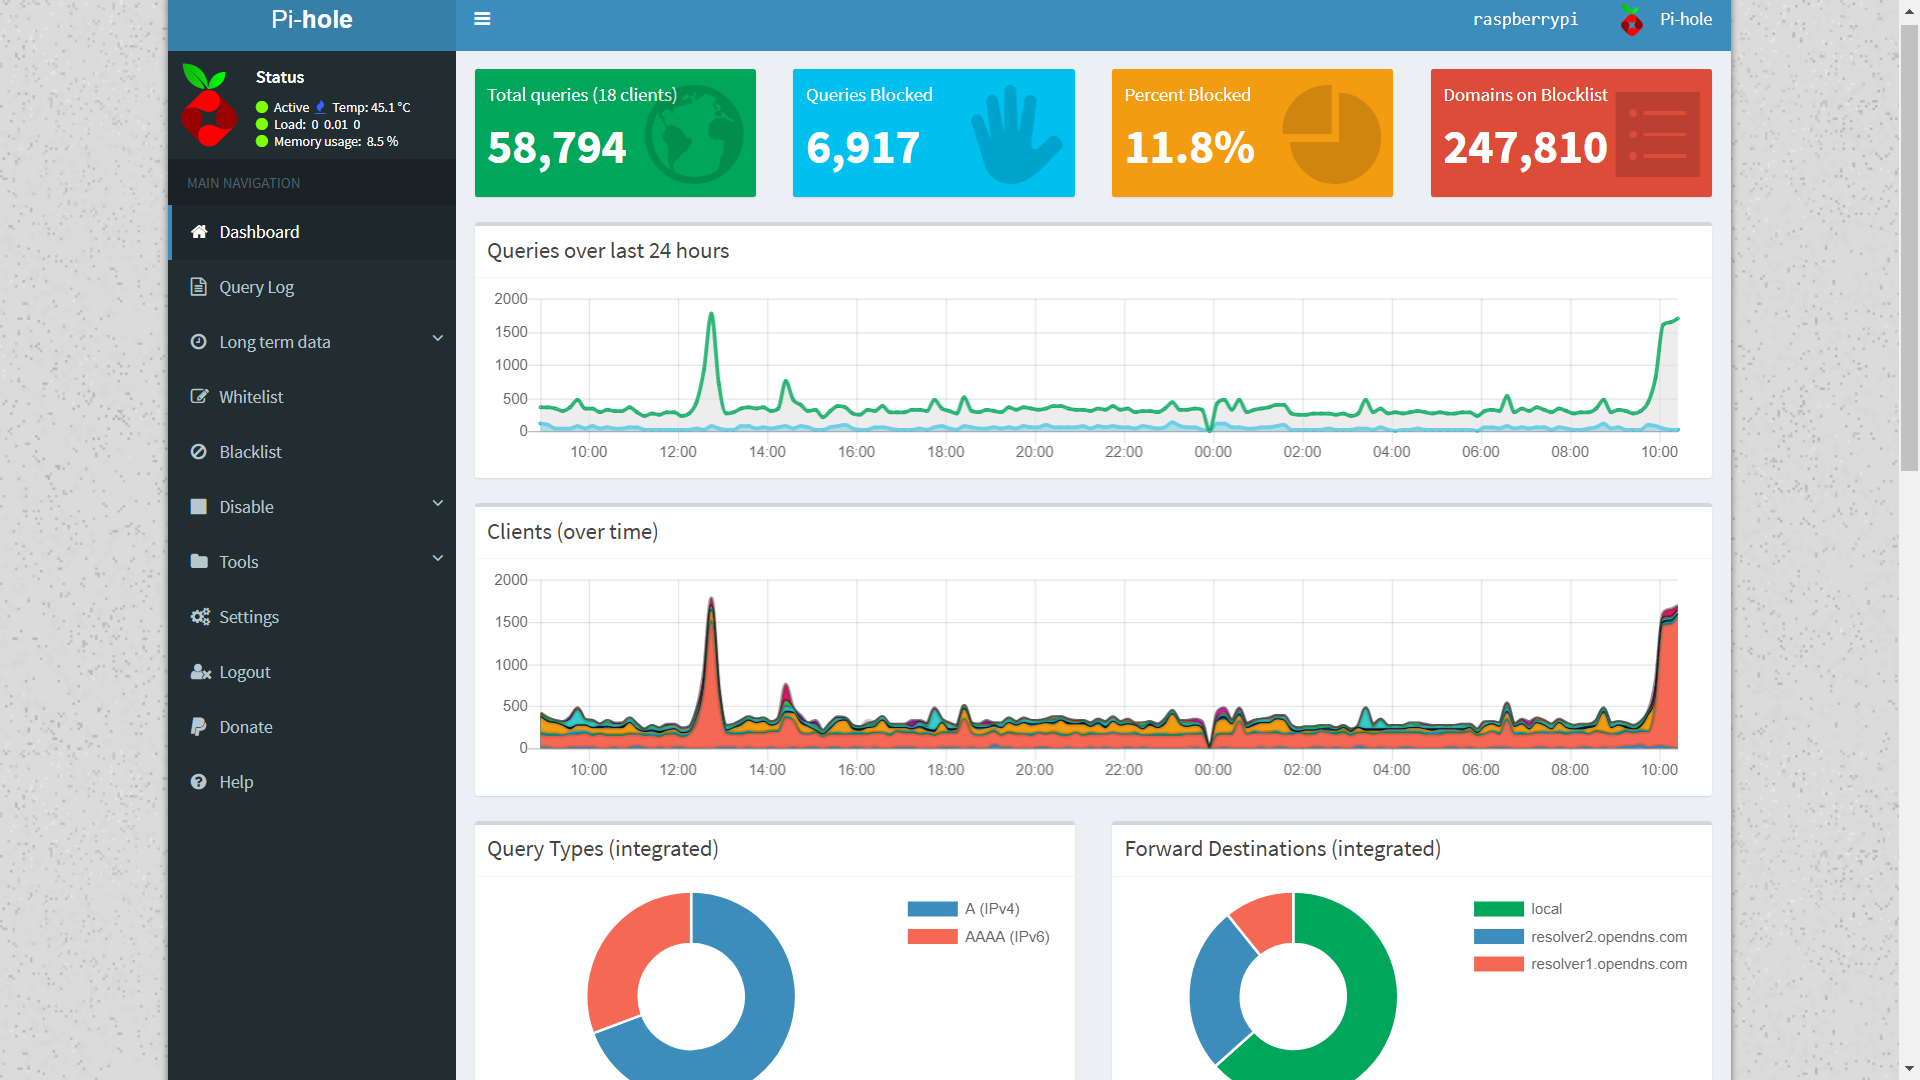 Pi-hole
raspberrypi
Pi-hole
Status
Active Temp: 45.1 °C
Load: 0 0.01 0
Memory usage: 8.5 %
MAIN NAVIGATION
Dashboard
Query Log
Long term data
Whitelist
Blacklist
Disable
Tools
Settings
Logout
Donate
Help
Total queries (18 clients)
58,794
Queries Blocked
6,917
Percent Blocked
11.8%
Domains on Blocklist
247,810
Queries over last 24 hours
2000
1500
1000
500
0
10:00 12:00 14:00 16:00 18:00 20:00 22:00 00:00 02:00 04:00 06:00 08:00 10:00
Clients (over time)
2000
1500
1000
500
0
10:00 12:00 14:00 16:00 18:00 20:00 22:00 00:00 02:00 04:00 06:00 08:00 10:00
Query Types (integrated)
A (IPv4)
AAAA (IPv6)
Forward Destinations (integrated)
local
resolver2.opendns.com
resolver1.opendns.com